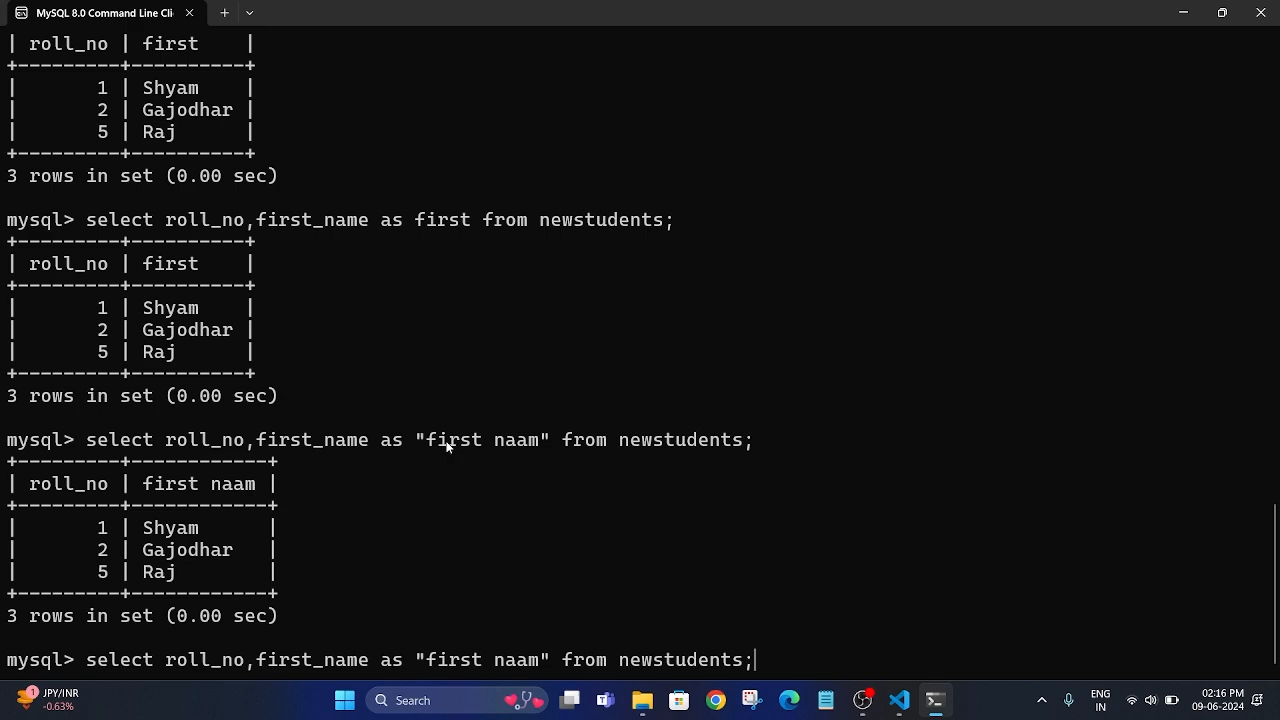 MySQL 8.0 Command Line Cli
| roll_no | first    |
+---------+----------+
|       1 | Shyam    |
|       2 | Gajodhar |
|       5 | Raj      |
+---------+----------+
3 rows in set (0.00 sec)
mysql> select roll_no,first_name as first from newstudents;
+---------+----------+
| roll_no | first    |
+---------+----------+
|       1 | Shyam    |
|       2 | Gajodhar |
|       5 | Raj      |
+---------+----------+
3 rows in set (0.00 sec)
mysql> select roll_no,first_name as "first naam" from newstudents;
+---------+------------+
| roll_no | first naam |
+---------+------------+
|       1 | Shyam      |
|       2 | Gajodhar   |
|       5 | Raj        |
+---------+------------+
3 rows in set (0.00 sec)
mysql> select roll_no,first_name as "first naam" from newstudents;
1 JPY/INR
-0.63%
Search
ENG
IN
02:16 PM
09-06-2024